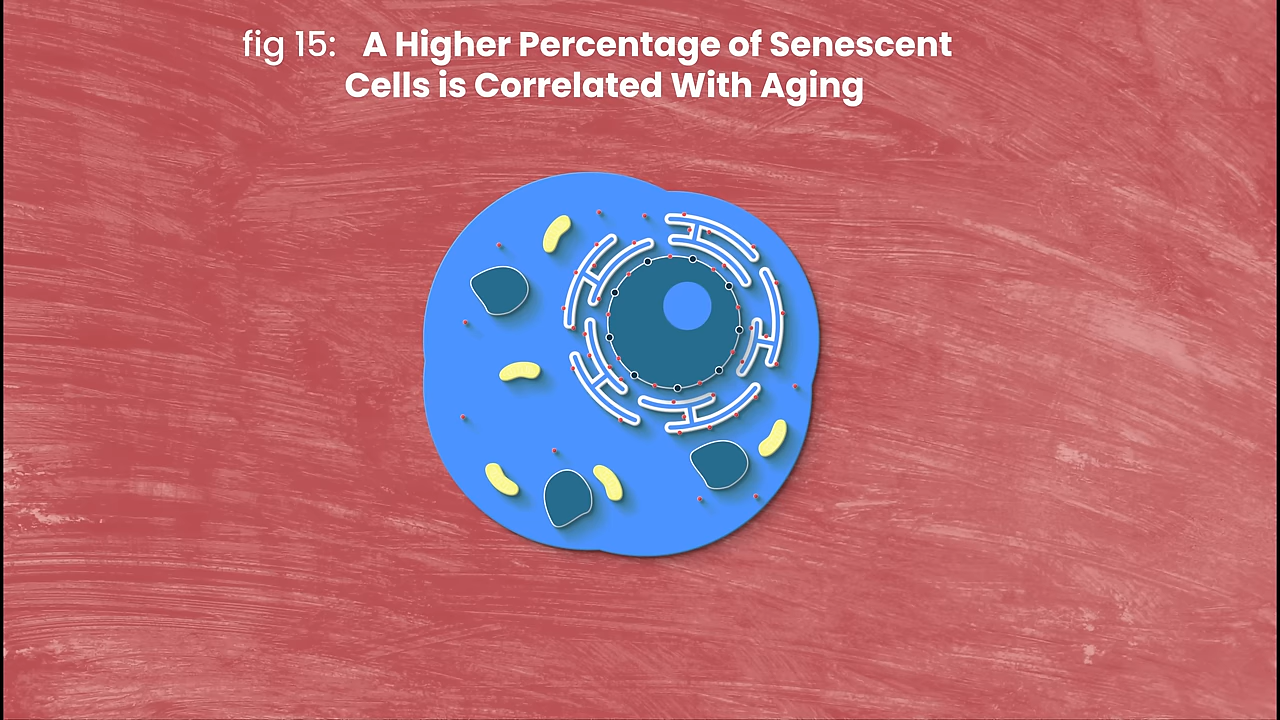 fig 15: A Higher Percentage of Senescent
Cells is Correlated With Aging